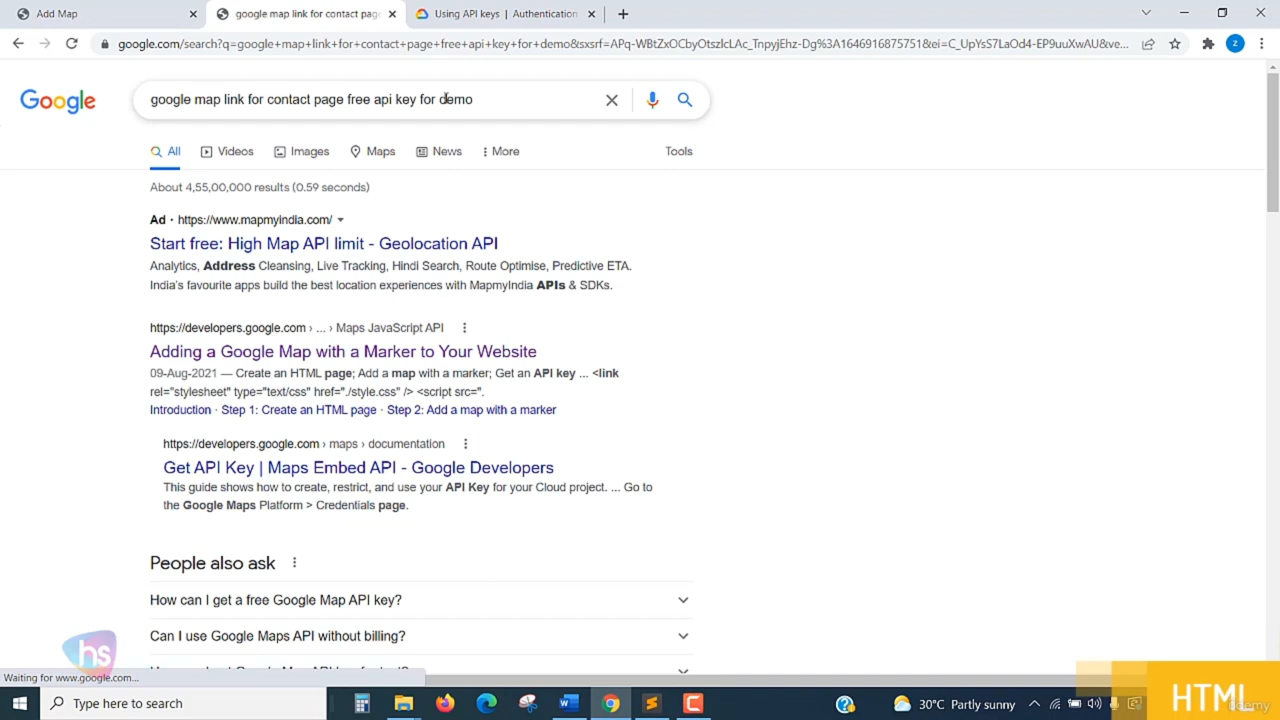 Add Map
google map link for contact page
Using API keys | Authentication
google.com/search?q=google+map+link+for+contact+page+free+api+key+for+demo&sxsrf=APq-WBtZxOCbyOtszlcLAc_TnpyjEhz-Dg%3A1646916875751&ei=C_UpYsS7LaOd4-EP9uuXwAU&ve...
Z
Google
google map link for contact page free api key for demo
All
Videos
Images
Maps
News
More
Tools
About 4,55,00,000 results (0.59 seconds)
Ad · https://www.mapmyindia.com/
Start free: High Map API limit - Geolocation API
Analytics, Address Cleansing, Live Tracking, Hindi Search, Route Optimise, Predictive ETA.
India's favourite apps build the best location experiences with MapmyIndia APIs & SDKs.
https://developers.google.com › ... › Maps JavaScript API
Adding a Google Map with a Marker to Your Website
09-Aug-2021 — Create an HTML page; Add a map with a marker; Get an API key ... <link
rel="stylesheet" type="text/css" href="./style.css" /> <script src=".
Introduction · Step 1: Create an HTML page · Step 2: Add a map with a marker
https://developers.google.com › maps › documentation
Get API Key | Maps Embed API - Google Developers
This guide shows how to create, restrict, and use your API Key for your Cloud project. ... Go to
the Google Maps Platform > Credentials page.
People also ask
How can I get a free Google Map API key?
Can I use Google Maps API without billing?
hs
Waiting for www.google.com...
Type here to search
30°C Partly sunny
HTML
Udemy